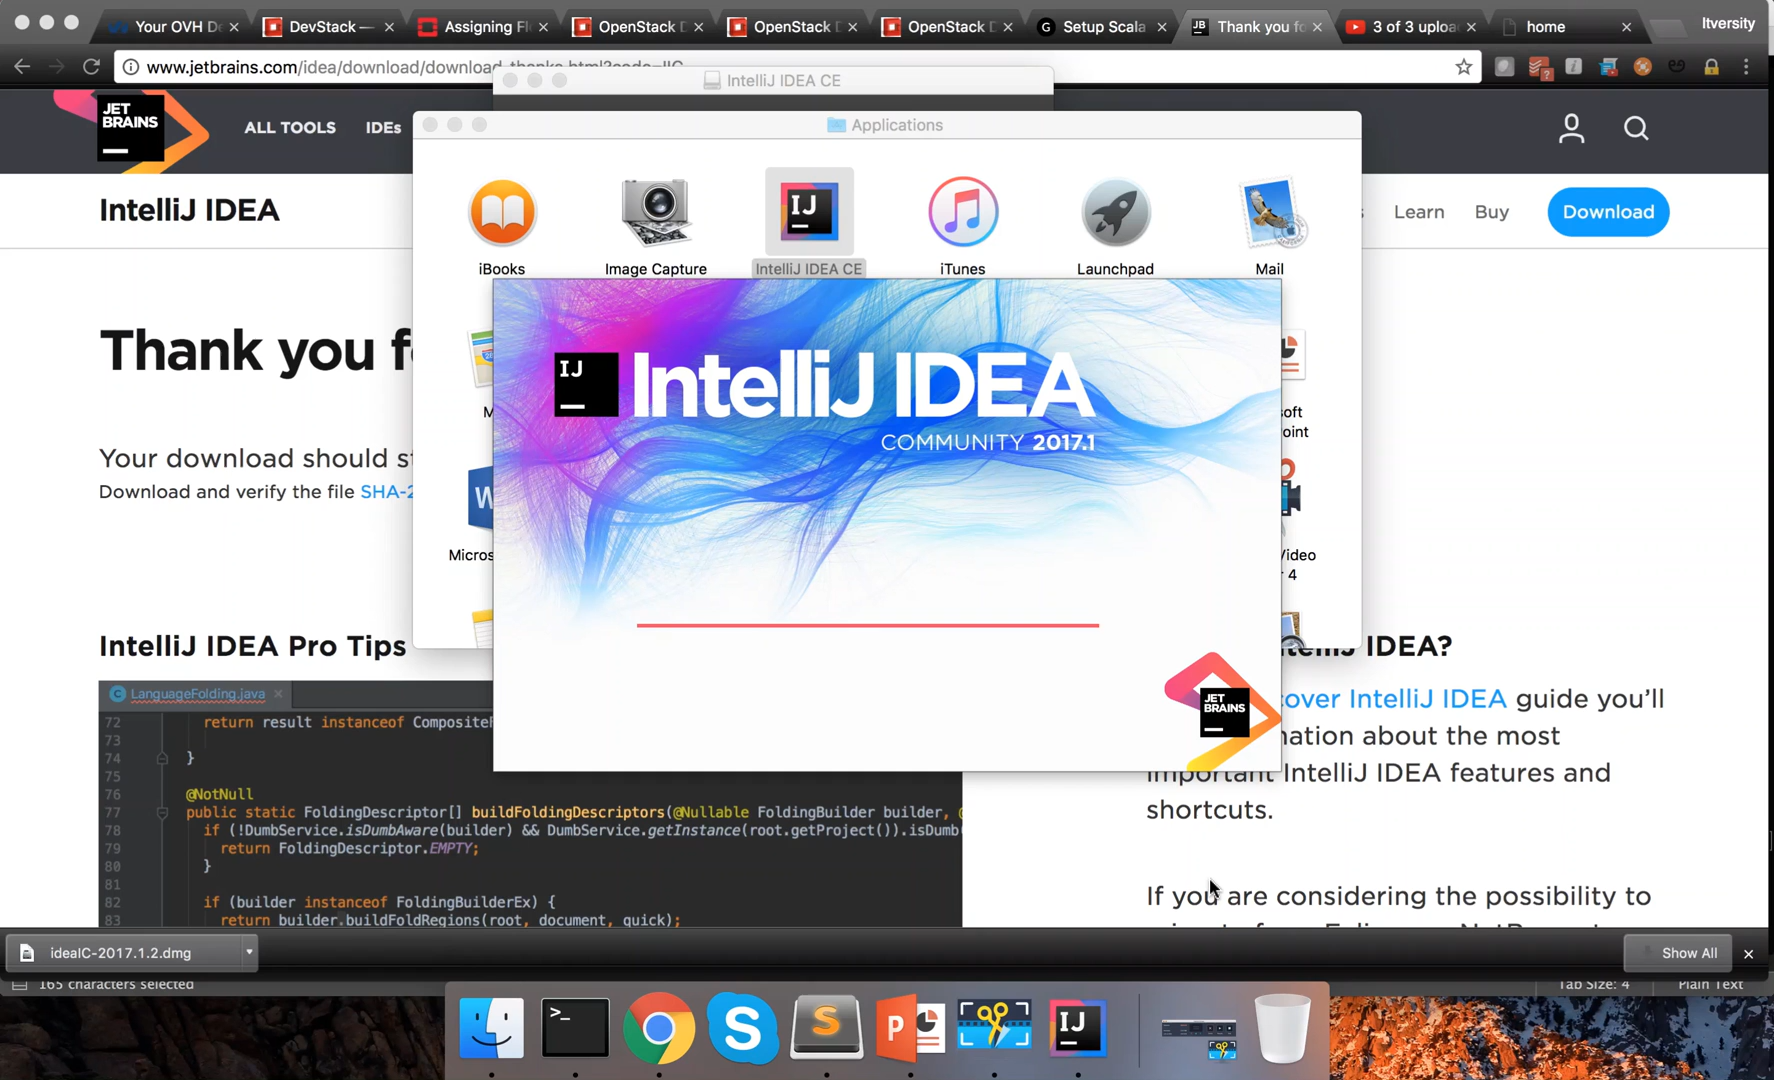 Your OVH De
DevStack —
Assigning Fl
OpenStack D
OpenStack D
OpenStack D
Setup Scala
Thank you fo
3 of 3 uploa
home
Itversity
www.jetbrains.com/idea/download/download
IntelliJ IDEA CE
JET
BRAINS
ALL TOOLS
IDEs
Applications
IntelliJ IDEA
Learn
Buy
Download
IJ
iBooks
Image Capture
IntelliJ IDEA CE
iTunes
Launchpad
Mail
Thank you f
IJ
IntelliJ IDEA
COMMUNITY 2017.1
Your download should st
Download and verify the file SHA-2
Micros
IntelliJ IDEA Pro Tips
IDEA?
LanguageFolding.java
cover IntelliJ IDEA guide you'll
JET
BRAINS
72 return result instanceof CompositeF
73
74 }
75
76 @NotNull
77 public static FoldingDescriptor[] buildFoldingDescriptors(@Nullable FoldingBuilder builder, @
78 if (!DumbService.isDumbAware(builder) && DumbService.getInstance(root.getProject()).isDumb(
79 return FoldingDescriptor.EMPTY;
80 }
81
82 if (builder instanceof FoldingBuilderEx) {
83 return builder.buildFoldRegions(root, document, quick);
mation about the most
important IntelliJ IDEA features and
shortcuts.
If you are considering the possibility to
ideaIC-2017.1.2.dmg
Show All
165 characters selected
Tab Size: 4
Plain Text
>_
S
S
P
IJ